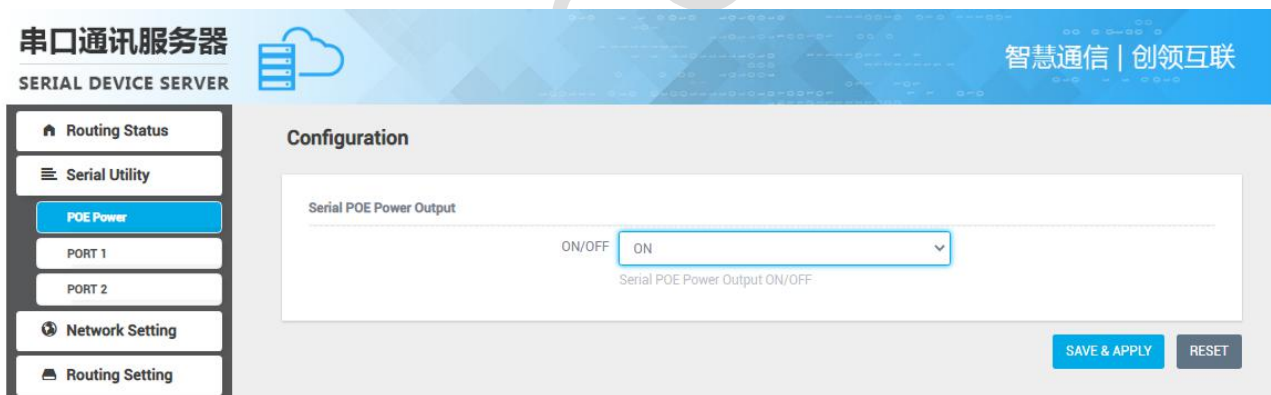 串口通讯服务器
SERIAL DEVICE SERVER
智慧通信 | 创领互联
Routing Status
Serial Utility
POE Power
PORT 1
PORT 2
Network Setting
Routing Setting
Configuration
Serial POE Power Output
ON/OFF ON
Serial POE Power Output ON/OFF
SAVE & APPLY RESET